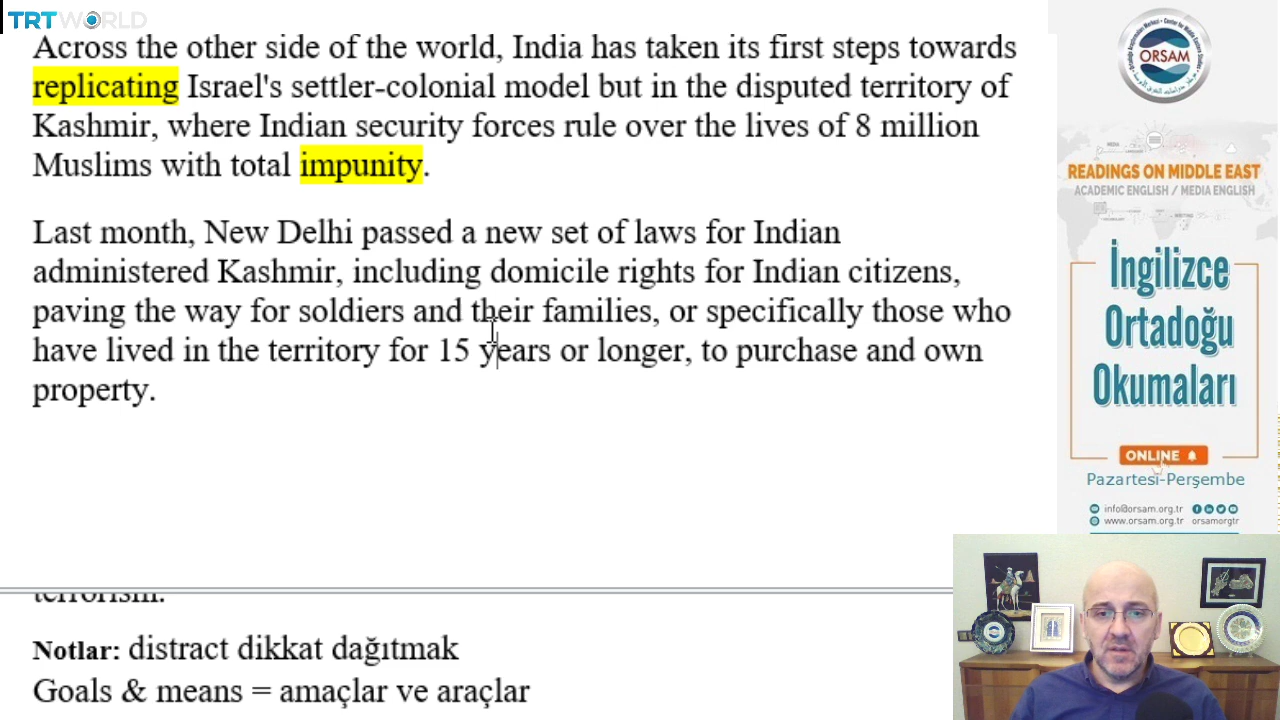 TRT WORLD
Across the other side of the world, India has taken its first steps towards
replicating Israel's settler-colonial model but in the disputed territory of
Kashmir, where Indian security forces rule over the lives of 8 million
Muslims with total impunity.
Last month, New Delhi passed a new set of laws for Indian
administered Kashmir, including domicile rights for Indian citizens,
paving the way for soldiers and their families, or specifically those who
have lived in the territory for 15 years or longer, to purchase and own
property.
terrorism.
Notlar: distract dikkat dağıtmak
Goals & means = amaçlar ve araçlar
ORSAM
READINGS ON MIDDLE EAST
ACADEMIC ENGLISH / MEDIA ENGLISH
İngilizce
Ortadoğu
Okumaları
ONLINE
Pazartesi-Perşembe
info@orsam.org.tr
www.orsam.org.tr orsamorgtr